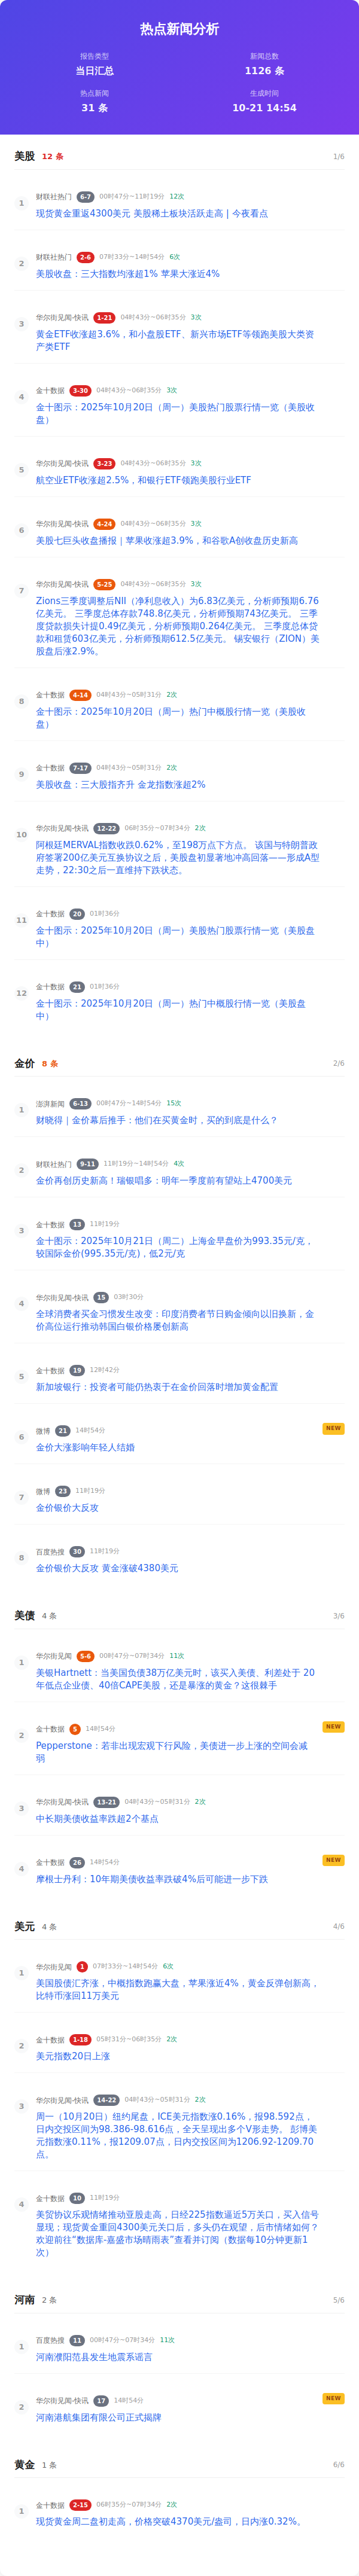 热点新闻分析
报告类型
当日汇总
新闻总数
1126 条
热点新闻
31 条
生成时间
10-21 14:54
美股 12 条 1/6
1
财联社热门 6-7 00时47分~11时19分 12次
现货黄金重返4300美元 美股稀土板块活跃走高 | 今夜看点
2
财联社热门 2-6 07时33分~14时54分 6次
美股收盘：三大指数均涨超1% 苹果大涨近4%
3
华尔街见闻-快讯 1-21 04时43分~06时35分 3次
黄金ETF收涨超3.6%，和小盘股ETF、新兴市场ETF等领跑美股大类资
产类ETF
4
金十数据 3-30 04时43分~06时35分 3次
金十图示：2025年10月20日（周一）美股热门股票行情一览（美股收
盘）
5
华尔街见闻-快讯 3-23 04时43分~06时35分 3次
航空业ETF收涨超2.5%，和银行ETF领跑美股行业ETF
6
华尔街见闻-快讯 4-24 04时43分~06时35分 3次
美股七巨头收盘播报｜苹果收涨超3.9%，和谷歌A创收盘历史新高
7
华尔街见闻-快讯 5-25 04时43分~06时35分 3次
Zions三季度调整后NII（净利息收入）为6.83亿美元，分析师预期6.76
亿美元。 三季度总体存款748.8亿美元，分析师预期743亿美元。 三季
度贷款损失计提0.49亿美元，分析师预期0.264亿美元。 三季度总体贷
款和租赁603亿美元，分析师预期612.5亿美元。 锡安银行（ZION）美
股盘后涨2.9%。
8
金十数据 4-14 04时43分~05时31分 2次
金十图示：2025年10月20日（周一）热门中概股行情一览（美股收
盘）
9
金十数据 7-17 04时43分~05时31分 2次
美股收盘：三大股指齐升 金龙指数涨超2%
10
华尔街见闻-快讯 12-22 06时35分~07时34分 2次
阿根廷MERVAL指数收跌0.62%，至198万点下方点。 该国与特朗普政
府签署200亿美元互换协议之后，美股盘初显著地冲高回落——形成A型
走势，22:30之后一直维持下跌状态。
11
金十数据 20 01时36分
金十图示：2025年10月20日（周一）美股热门股票行情一览（美股盘
中）
12
金十数据 21 01时36分
金十图示：2025年10月20日（周一）热门中概股行情一览（美股盘
中）
金价 8 条 2/6
1
澎湃新闻 6-13 00时47分~14时54分 15次
财晓得｜金价幕后推手：他们在买黄金时，买的到底是什么？
2
财联社热门 9-11 11时19分~14时54分 4次
金价再创历史新高！瑞银唱多：明年一季度前有望站上4700美元
3
金十数据 13 11时19分
金十图示：2025年10月21日（周二）上海金早盘价为993.35元/克，
较国际金价(995.35元/克)，低2元/克
4
华尔街见闻-快讯 15 03时30分
全球消费者买金习惯发生改变：印度消费者节日购金倾向以旧换新，金
价高位运行推动韩国白银价格屡创新高
5
金十数据 19 12时42分
新加坡银行：投资者可能仍热衷于在金价回落时增加黄金配置
6
微博 21 14时54分 NEW
金价大涨影响年轻人结婚
7
微博 23 11时19分
金价银价大反攻
8
百度热搜 30 11时19分
金价银价大反攻 黄金涨破4380美元
美债 4 条 3/6
1
华尔街见闻 5-6 00时47分~07时34分 11次
美银Hartnett：当美国负债38万亿美元时，该买入美债、利差处于 20
年低点企业债、40倍CAPE美股，还是暴涨的黄金？这很棘手
2
金十数据 5 14时54分 NEW
Pepperstone：若非出现宏观下行风险，美债进一步上涨的空间会减
弱
3
华尔街见闻-快讯 13-21 04时43分~05时31分 2次
中长期美债收益率跌超2个基点
4
金十数据 26 14时54分 NEW
摩根士丹利：10年期美债收益率跌破4%后可能进一步下跌
美元 4 条 4/6
1
华尔街见闻 1 07时33分~14时54分 6次
美国股债汇齐涨，中概指数跑赢大盘，苹果涨近4%，黄金反弹创新高，
比特币涨回11万美元
2
金十数据 1-18 05时31分~06时35分 2次
美元指数20日上涨
3
华尔街见闻-快讯 14-22 04时43分~05时31分 2次
周一（10月20日）纽约尾盘，ICE美元指数涨0.16%，报98.592点，
日内交投区间为98.386-98.616点，全天呈现出多个V形走势。 彭博美
元指数涨0.11%，报1209.07点，日内交投区间为1206.92-1209.70
点。
4
金十数据 10 11时19分
美贸协议乐观情绪推动亚股走高，日经225指数逼近5万关口，买入信号
显现；现货黄金重回4300美元关口后，多头仍在观望，后市情绪如何？
欢迎前往“数据库-嘉盛市场晴雨表”查看并订阅（数据每10分钟更新1
次）
河南 2 条 5/6
1
百度热搜 11 00时47分~07时34分 11次
河南濮阳范县发生地震系谣言
2
华尔街见闻-快讯 17 14时54分 NEW
河南港航集团有限公司正式揭牌
黄金 1 条 6/6
1
金十数据 2-15 06时35分~07时34分 2次
现货黄金周二盘初走高，价格突破4370美元/盎司，日内涨0.32%。